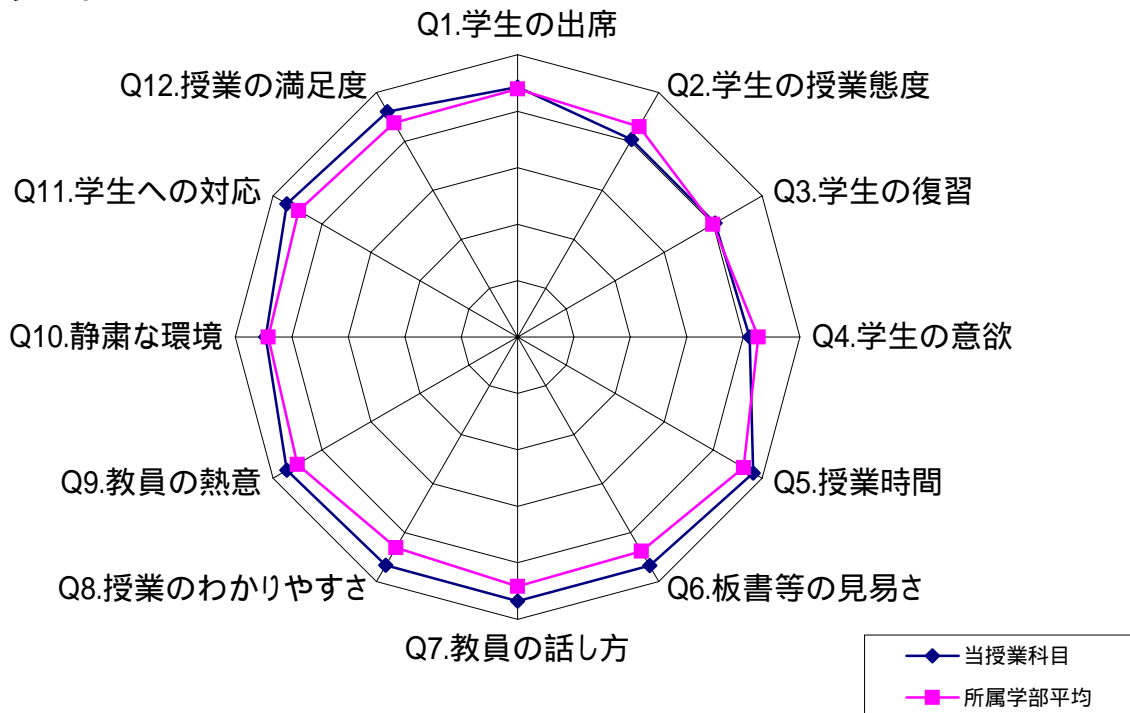 Q1.学生の出席
Q2.学生の授業態度
Q3.学生の復習
Q4.学生の意欲
Q5.授業時間
Q6.板書等の見易さ
Q7.教員の話し方
Q8.授業のわかりやすさ
Q9.教員の熱意
Q10.静粛な環境
Q11.学生への対応
Q12.授業の満足度
当授業科目
所属学部平均